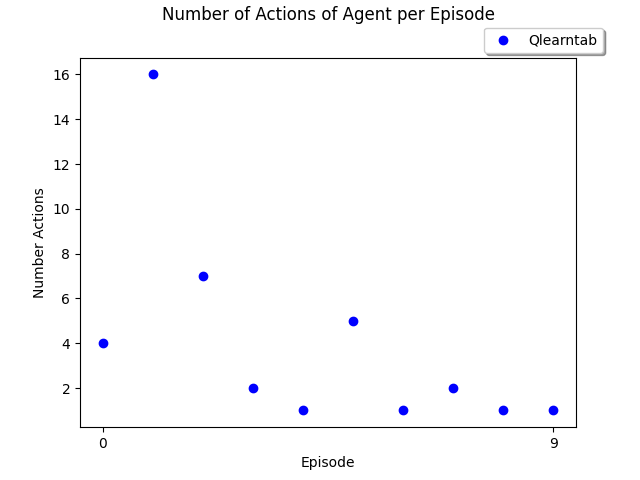 Number of Actions of Agent per Episode
Qlearntab
16
14
12
10
8
6
4
2
Number Actions
0
9
Episode